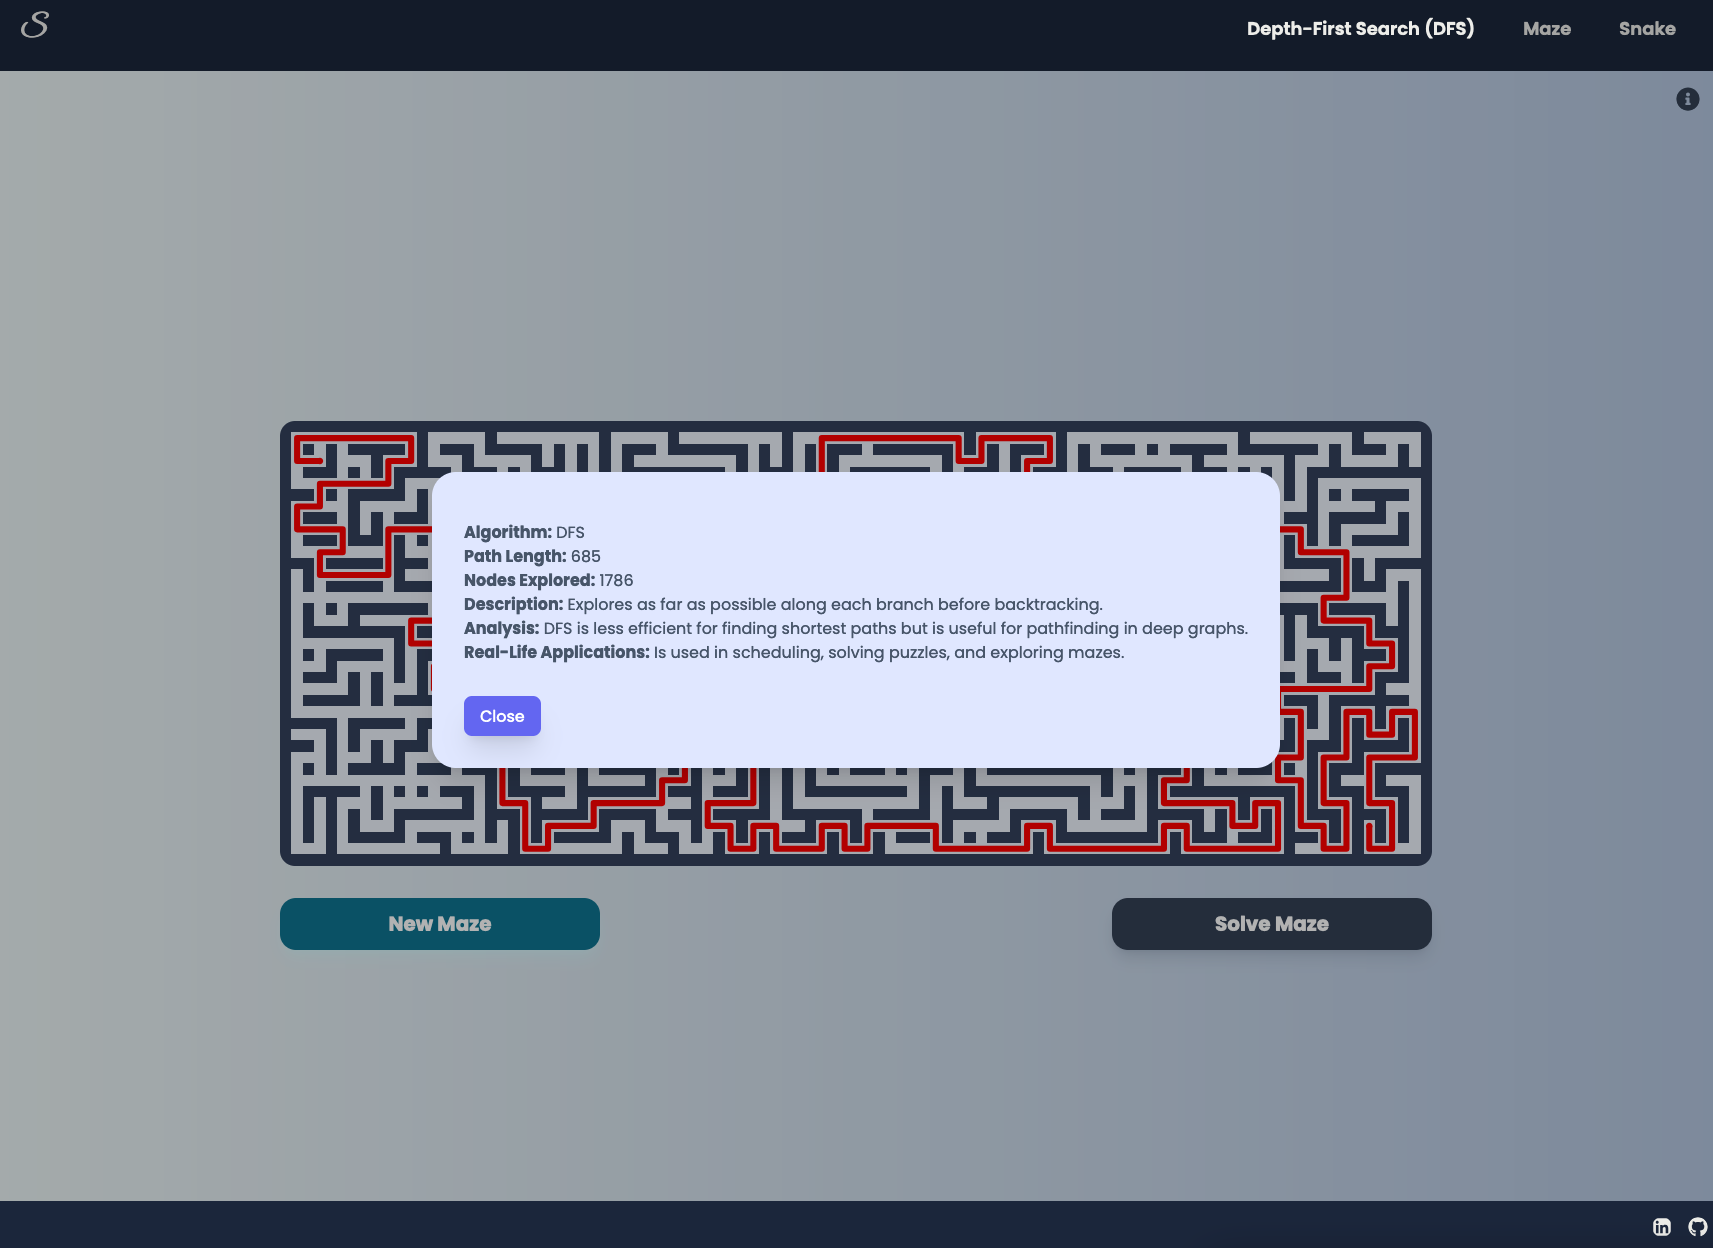 S
Depth-First Search (DFS) Maze Snake
Algorithm: DFS
Path Length: 685
Nodes Explored: 1786
Description: Explores as far as possible along each branch before backtracking.
Analysis: DFS is less efficient for finding shortest paths but is useful for pathfinding in deep graphs.
Real-Life Applications: Is used in scheduling, solving puzzles, and exploring mazes.
Close
New Maze
Solve Maze